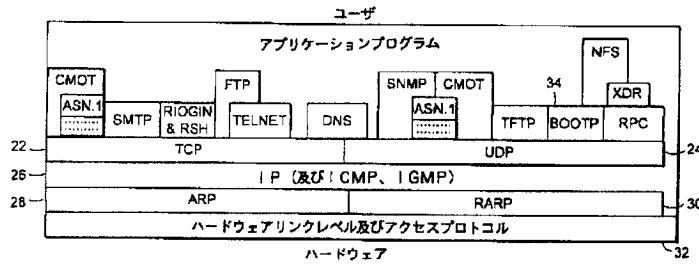 ユーザ
アプリケーションプログラム
NFS
CMOT
FTP
SNMP
CMOT
34
XDR
ASN.1
ASN.1
SMTP
RIOGIN
& RSH
TELNET
DNS
TFTP
BOOTP
RPC
22
TCP
UDP
24
26
IP (及びICMP、IGMP)
28
ARP
RARP
30
ハードウェアリンクレベル及びアクセスプロトコル
32
ハードウェア